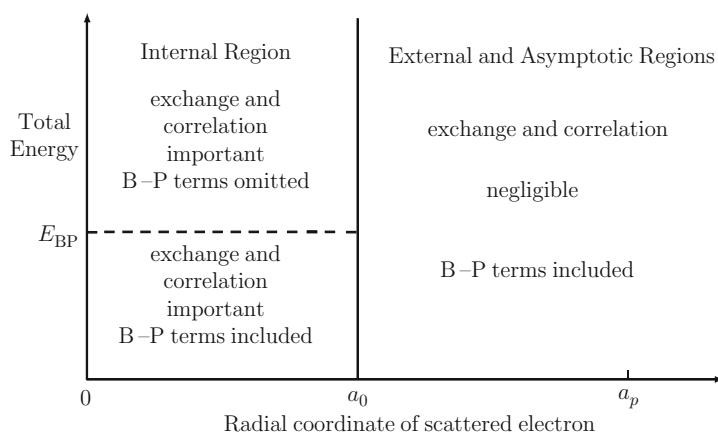 Internal Region
External and Asymptotic Regions
exchange and
correlation
important
B–P terms omitted
exchange and correlation
negligible
Total
Energy
E_BP
exchange and
correlation
important
B–P terms included
B–P terms included
0
a_0
a_p
Radial coordinate of scattered electron